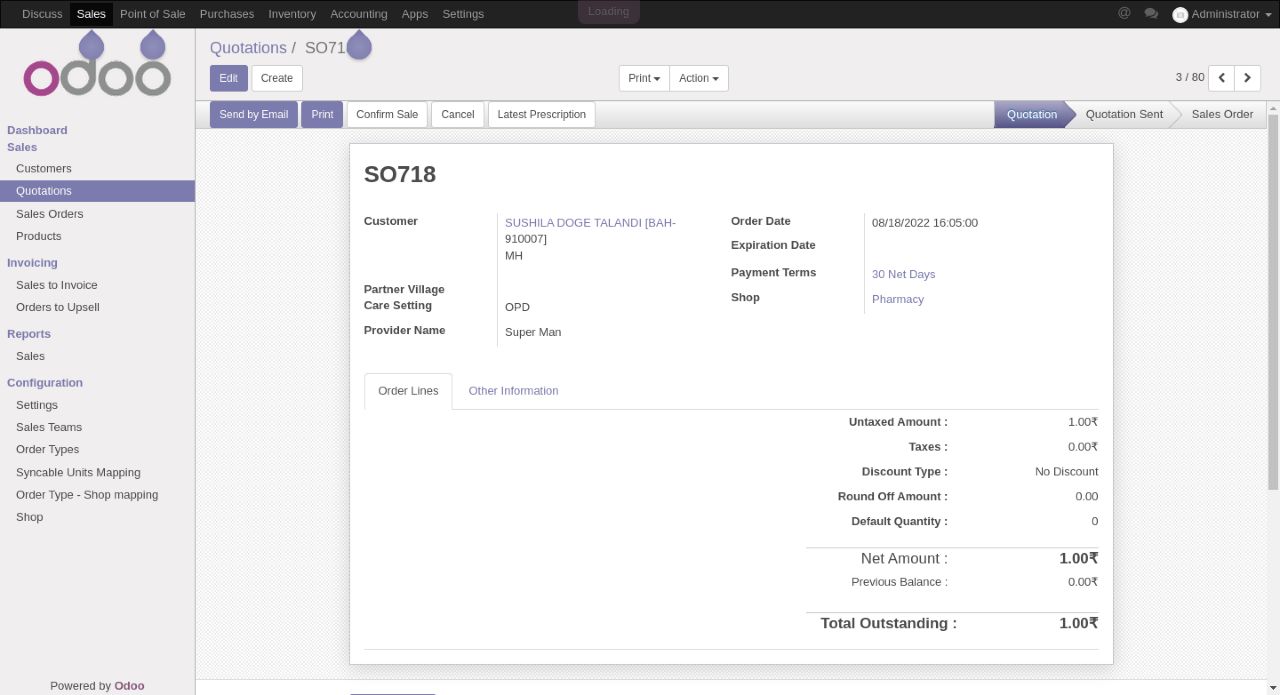 Discuss Sales Point of Sale Purchases Inventory Accounting Apps Settings Loading @ Administrator
odoo
Quotations / SO71
Edit Create Print Action 3 / 80
Send by Email Print Confirm Sale Cancel Latest Prescription Quotation Quotation Sent Sales Order
Dashboard
Sales
Customers
Quotations
Sales Orders
Products
Invoicing
Sales to Invoice
Orders to Upsell
Reports
Sales
Configuration
Settings
Sales Teams
Order Types
Syncable Units Mapping
Order Type - Shop mapping
Shop
Powered by Odoo
SO718
Customer SUSHILA DOGE TALANDI [BAH-
910007]
MH
Partner Village
Care Setting OPD
Provider Name Super Man
Order Date 08/18/2022 16:05:00
Expiration Date
Payment Terms 30 Net Days
Shop Pharmacy
Order Lines Other Information
Untaxed Amount : 1.00₹
Taxes : 0.00₹
Discount Type : No Discount
Round Off Amount : 0.00
Default Quantity : 0
Net Amount : 1.00₹
Previous Balance : 0.00₹
Total Outstanding : 1.00₹